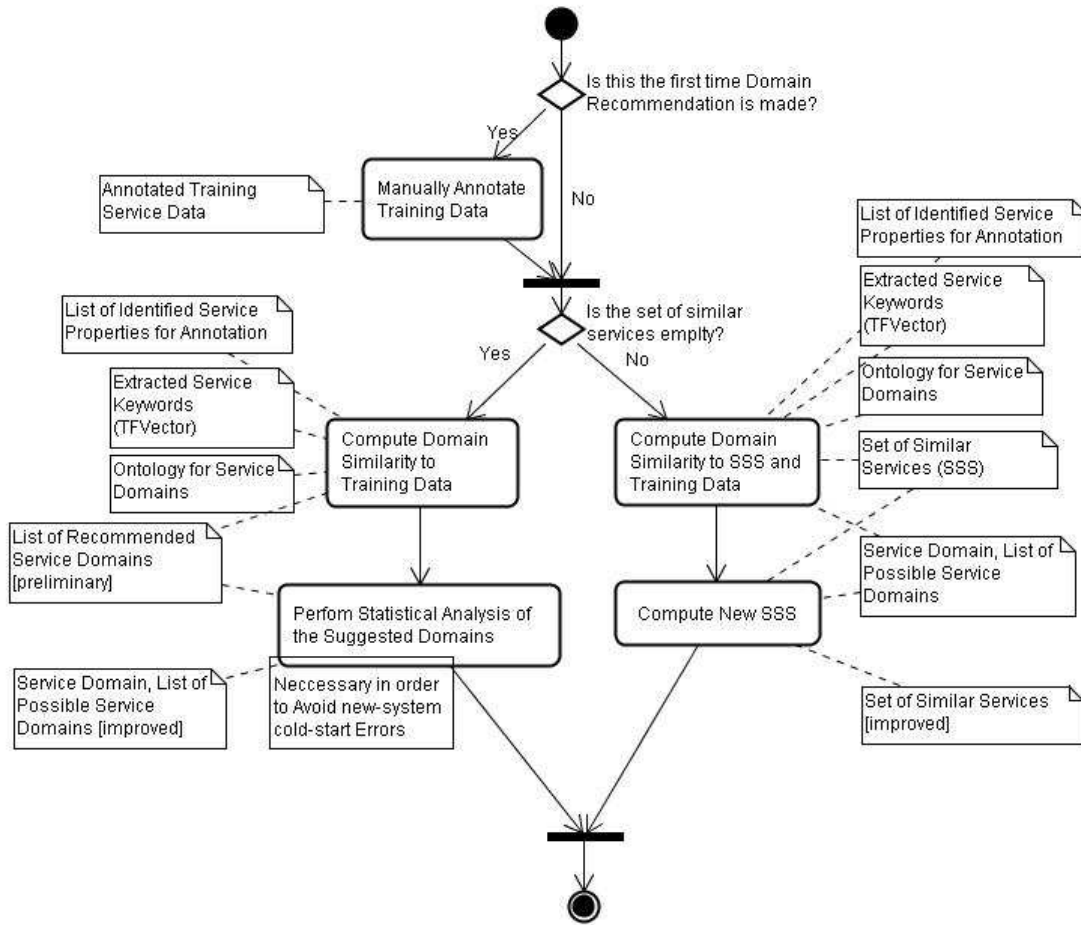 Is this the first time Domain
Recommendation is made?
Yes
No
Annotated Training
Service Data
Manually Annotate
Training Data
List of Identified Service
Properties for Annotation
Extracted Service
Keywords
(TFVector)
Ontology for Service
Domains
Set of Similar
Services (SSS)
Is the set of similar
services emplty?
Yes
No
List of Identified Service
Properties for Annotation
Extracted Service
Keywords
(TFVector)
Ontology for Service
Domains
List of Recommended
Service Domains
[preliminary]
Compute Domain
Similarity to
Training Data
Compute Domain
Similarity to SSS and
Training Data
Service Domain, List of
Possible Service
Domains
Perfom Statistical Analysis of
the Suggested Domains
Compute New SSS
Service Domain, List of
Possible Service
Domains [improved]
Neccessary in order
to Avoid new-system
cold-start Errors
Set of Similar Services
[improved]